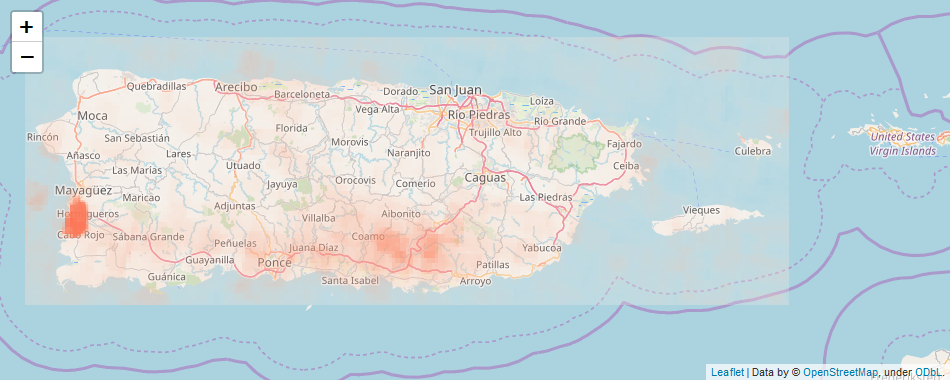 +
−
Quebradillas
Arecibo
Barceloneta
Dorado
San Juan
Loíza
Vega Alta
Río Piedras
Río Grande
Moca
Trujillo Alto
Rincón
San Sebastián
Florida
Morovis
Fajardo
Añasco
Lares
Naranjito
Ceiba
Culebra
United States
Virgin Islands
Las Marías
Utuado
Mayagüez
Maricao
Jayuya
Orocovis
Comerío
Caguas
Las Piedras
Adjuntas
Villalba
Aibonito
Vieques
Cabo Rojo
Sabana Grande
Peñuelas
Juana Díaz
Coamo
Yabucoa
Guayanilla
Ponce
Patillas
Guánica
Santa Isabel
Arroyo
Leaflet | Data by © OpenStreetMap, under ODbL.